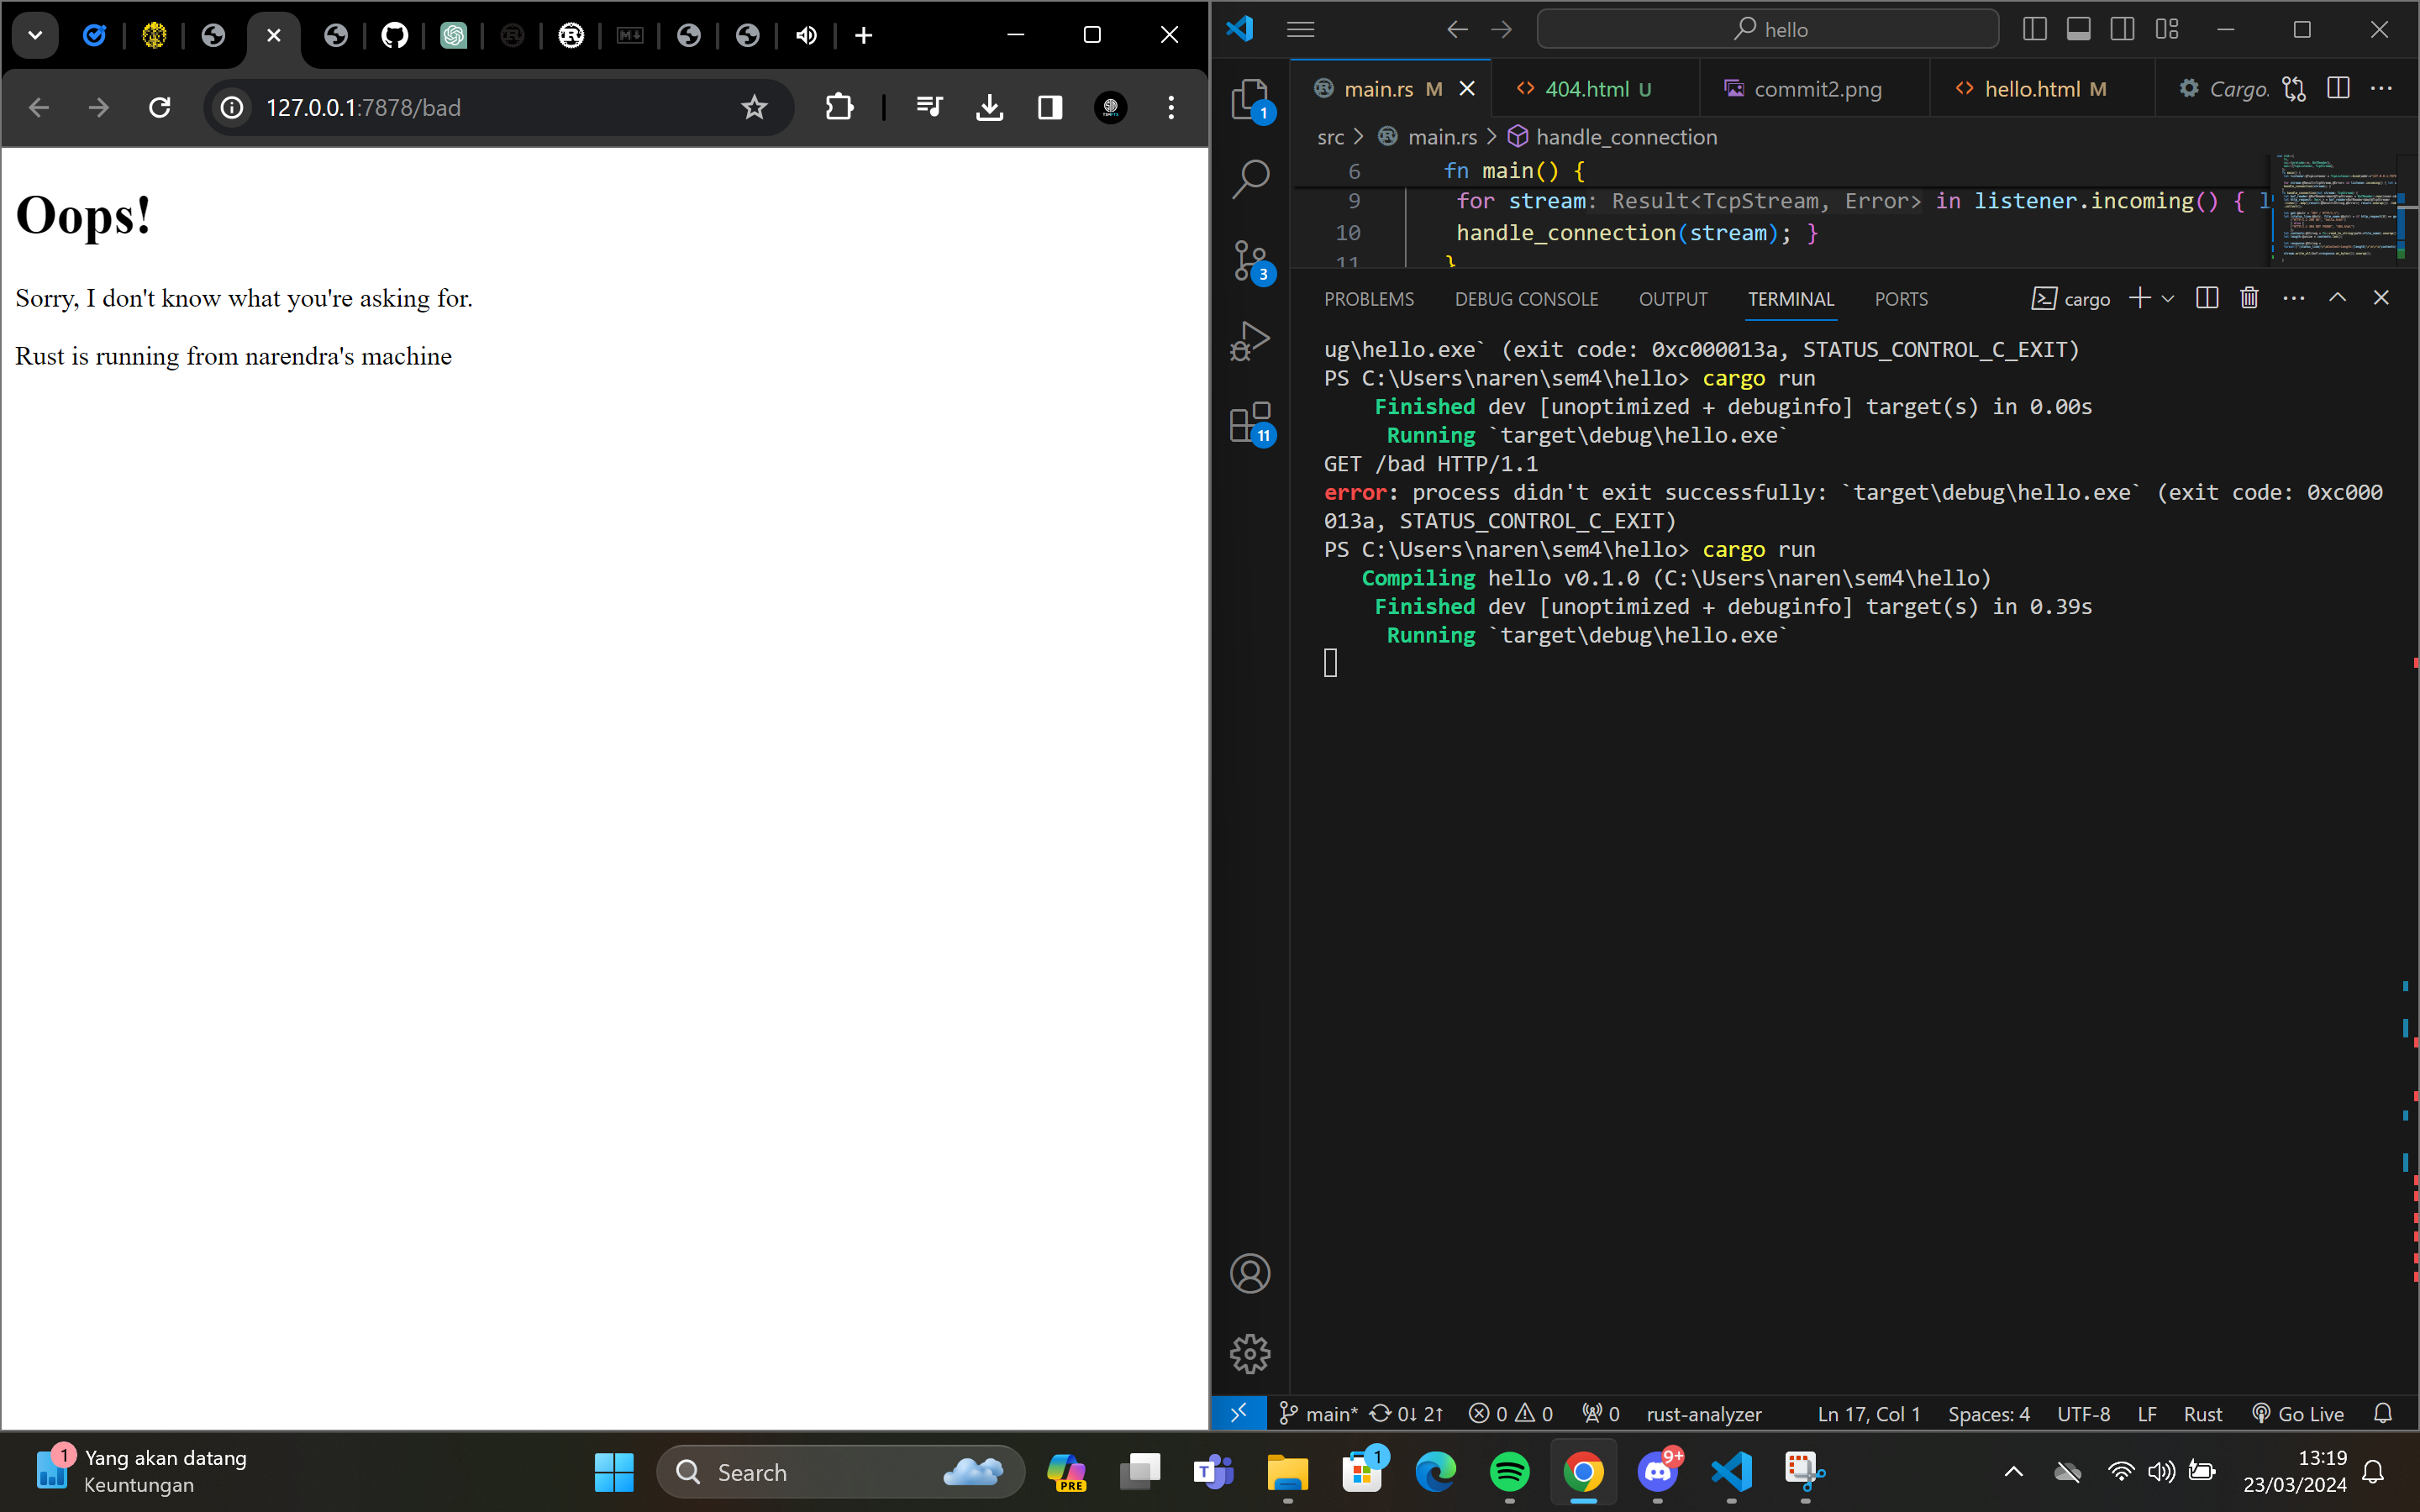 127.0.0.1:7878/bad
Oops!
Sorry, I don't know what you're asking for.
Rust is running from narendra's machine
hello
main.rs M
404.html U
commit2.png
hello.html M
Cargo.
src > main.rs > handle_connection
6 fn main() {
9 for stream: Result<TcpStream, Error> in listener.incoming() { l
10 handle_connection(stream); }
11 }
PROBLEMS DEBUG CONSOLE OUTPUT TERMINAL PORTS
cargo
ug\hello.exe` (exit code: 0xc000013a, STATUS_CONTROL_C_EXIT)
PS C:\Users\naren\sem4\hello> cargo run
Finished dev [unoptimized + debuginfo] target(s) in 0.00s
Running `target\debug\hello.exe`
GET /bad HTTP/1.1
error: process didn't exit successfully: `target\debug\hello.exe` (exit code: 0xc000
013a, STATUS_CONTROL_C_EXIT)
PS C:\Users\naren\sem4\hello> cargo run
Compiling hello v0.1.0 (C:\Users\naren\sem4\hello)
Finished dev [unoptimized + debuginfo] target(s) in 0.39s
Running `target\debug\hello.exe`
1
3
11
main* 0↓ 2↑ 0 0 0 rust-analyzer Ln 17, Col 1 Spaces: 4 UTF-8 LF Rust Go Live
1
Yang akan datang
Keuntungan
Search
PRE
T
1
9+
13:19
23/03/2024